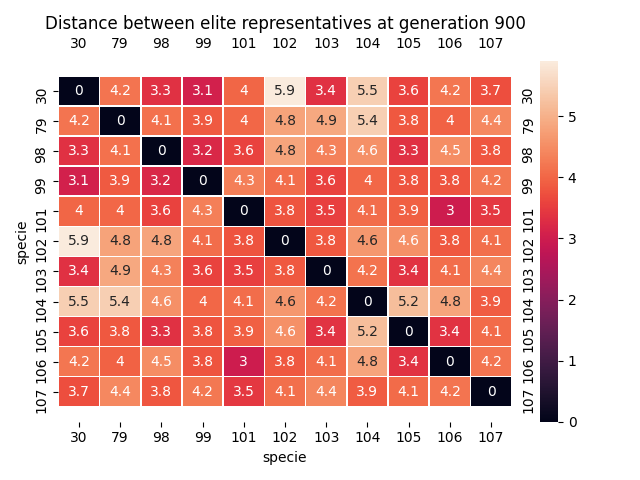 Distance between elite representatives at generation 900
30 79 98 99 101 102 103 104 105 106 107
30 0 4.2 3.3 3.1 4 5.9 3.4 5.5 3.6 4.2 3.7 30
79 4.2 0 4.1 3.9 4 4.8 4.9 5.4 3.8 4 4.4 79
98 3.3 4.1 0 3.2 3.6 4.8 4.3 4.6 3.3 4.5 3.8 98
99 3.1 3.9 3.2 0 4.3 4.1 3.6 4 3.8 3.8 4.2 99
101 4 4 3.6 4.3 0 3.8 3.5 4.1 3.9 3 3.5 101
102 5.9 4.8 4.8 4.1 3.8 0 3.8 4.6 4.6 3.8 4.1 102
103 3.4 4.9 4.3 3.6 3.5 3.8 0 4.2 3.4 4.1 4.4 103
104 5.5 5.4 4.6 4 4.1 4.6 4.2 0 5.2 4.8 3.9 104
105 3.6 3.8 3.3 3.8 3.9 4.6 3.4 5.2 0 3.4 4.1 105
106 4.2 4 4.5 3.8 3 3.8 4.1 4.8 3.4 0 4.2 106
107 3.7 4.4 3.8 4.2 3.5 4.1 4.4 3.9 4.1 4.2 0 107
30 79 98 99 101 102 103 104 105 106 107
specie
specie
5
4
3
2
1
0